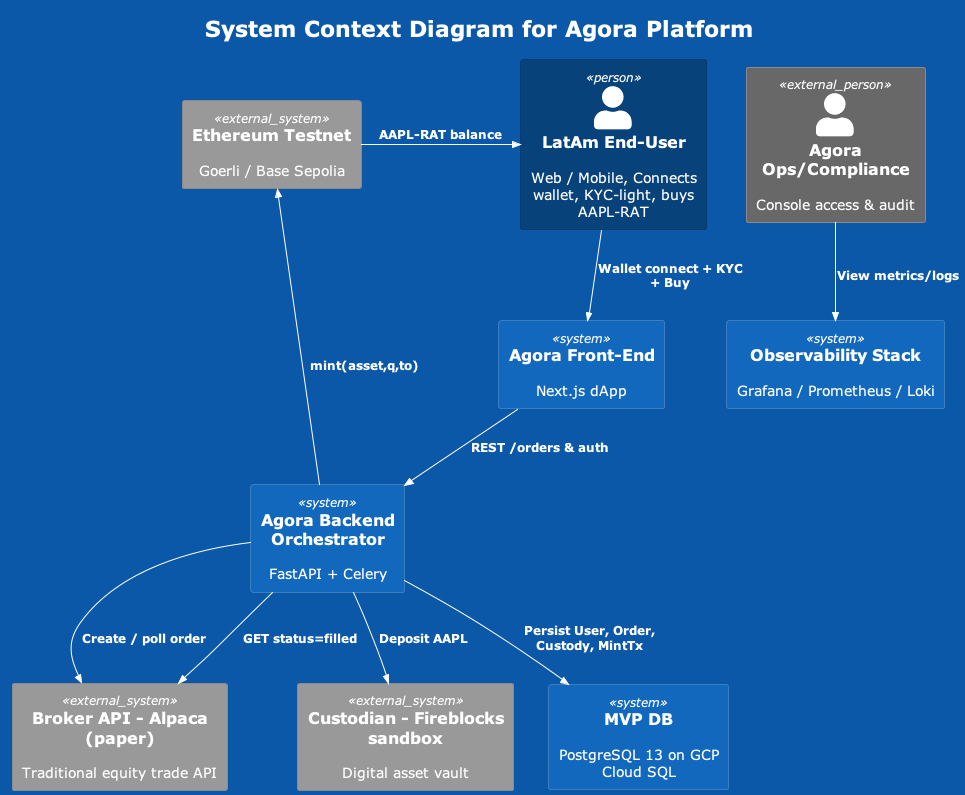 System Context Diagram for Agora Platform
«external_system»
Ethereum Testnet
Goerli / Base Sepolia
AAPL-RAT balance
«person»
LatAm End-User
Web / Mobile, Connects
wallet, KYC-light, buys
AAPL-RAT
«external_person»
Agora
Ops/Compliance
Console access & audit
Wallet connect + KYC
+ Buy
View metrics/logs
«system»
Agora Front-End
Next.js dApp
«system»
Observability Stack
Grafana / Prometheus / Loki
mint(asset,q,to)
REST /orders & auth
«system»
Agora Backend
Orchestrator
FastAPI + Celery
Create / poll order
GET status=filled
Deposit AAPL
Persist User, Order,
Custody, MintTx
«external_system»
Broker API - Alpaca
(paper)
Traditional equity trade API
«external_system»
Custodian - Fireblocks
sandbox
Digital asset vault
«system»
MVP DB
PostgreSQL 13 on GCP
Cloud SQL